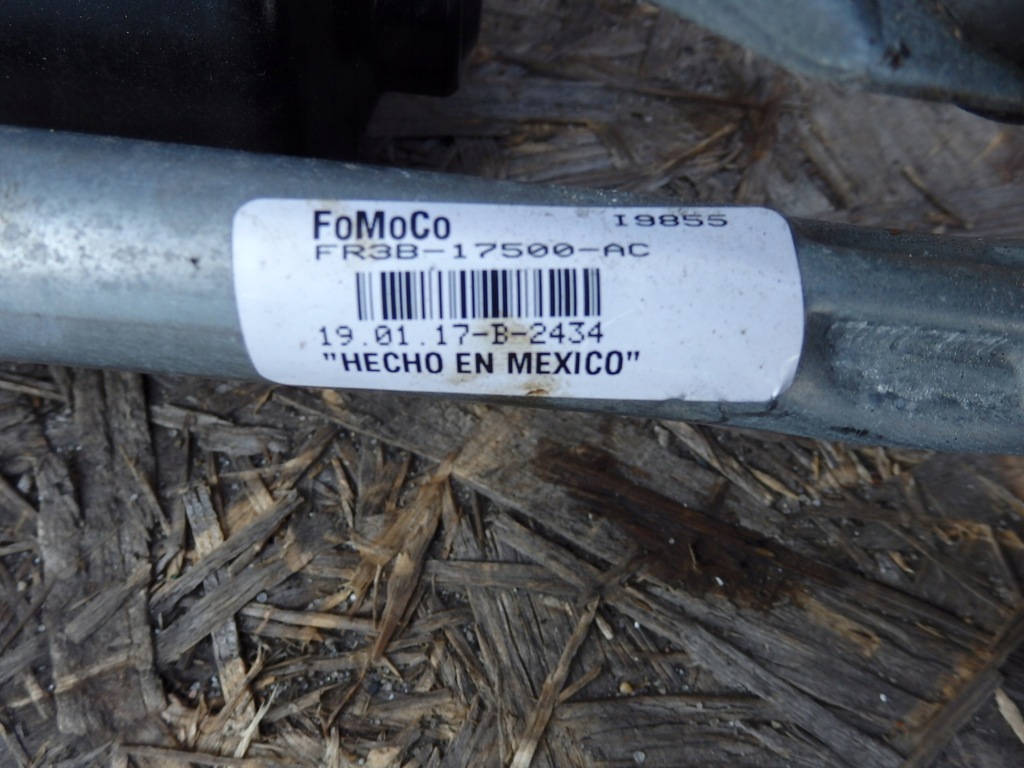 FoMoCo I9855
FR3B-17500-AC
19.01.17-B-2434
"HECHO EN MEXICO"